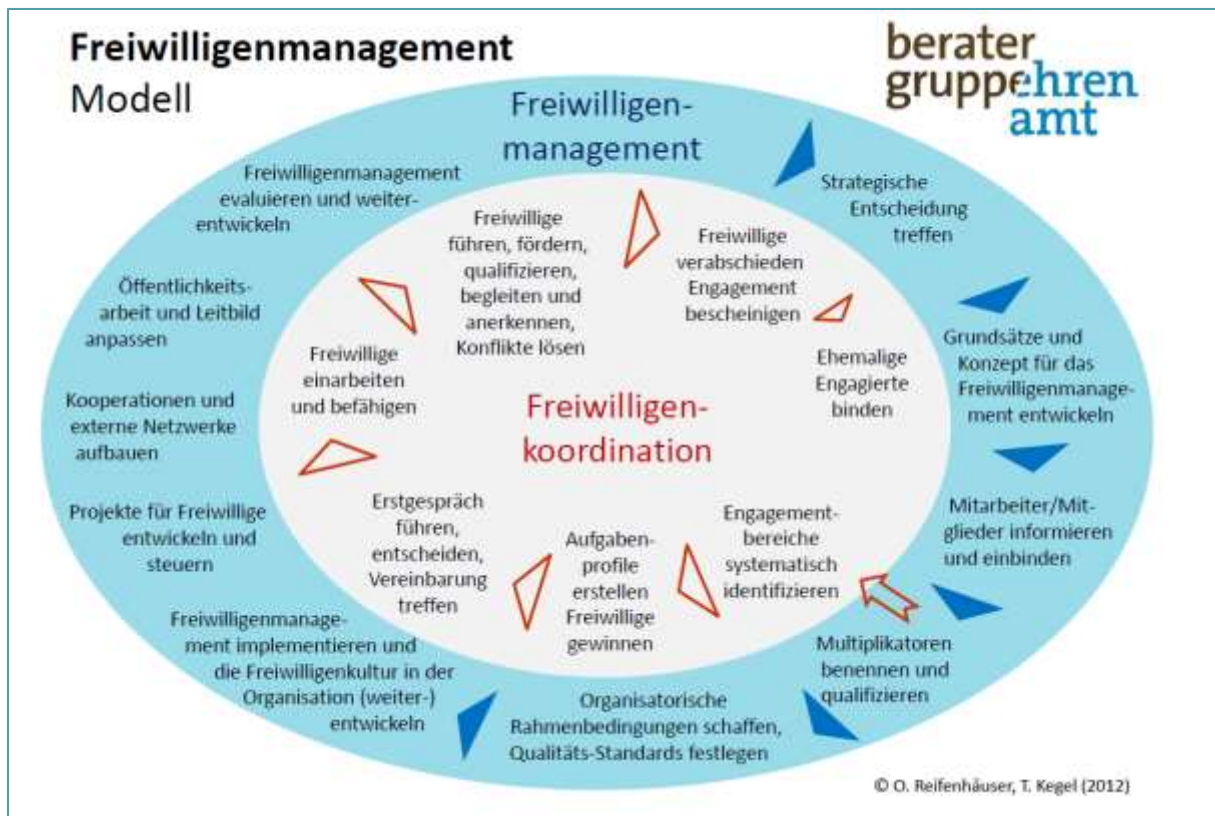 Freiwilligenmanagement
Modell
berater
gruppeehren
amt
Freiwilligen-
management
Strategische
Entscheidung
treffen
Grundsätze und
Konzept für das
Freiwilligenmanage-
ment entwickeln
Mitarbeiter/Mit-
glieder informieren
und einbinden
Multiplikatoren
benennen und
qualifizieren
Organisatorische
Rahmenbedingungen schaffen,
Qualitäts-Standards festlegen
Freiwilligenmanage-
ment implementieren und
die Freiwilligenkultur in der
Organisation (weiter-)
entwickeln
Projekte für Freiwillige
entwickeln und
steuern
Kooperationen und
externe Netzwerke
aufbauen
Öffentlichkeits-
arbeit und Leitbild
anpassen
Freiwilligenmanagement
evaluieren und weiter-
entwickeln
Freiwilligen-
koordination
Engagement-
bereiche
systematisch
identifizieren
Aufgaben-
profile
erstellen
Freiwillige
gewinnen
Erstgespräch
führen,
entscheiden,
Vereinbarung
treffen
Freiwillige
einarbeiten
und befähigen
Freiwillige
führen, fördern,
qualifizieren,
begleiten und
anerkennen,
Konflikte lösen
Freiwillige
verabschieden
Engagement
bescheinigen
Ehemalige
Engagierte
binden
© O. Reifenhäuser, T. Kegel (2012)